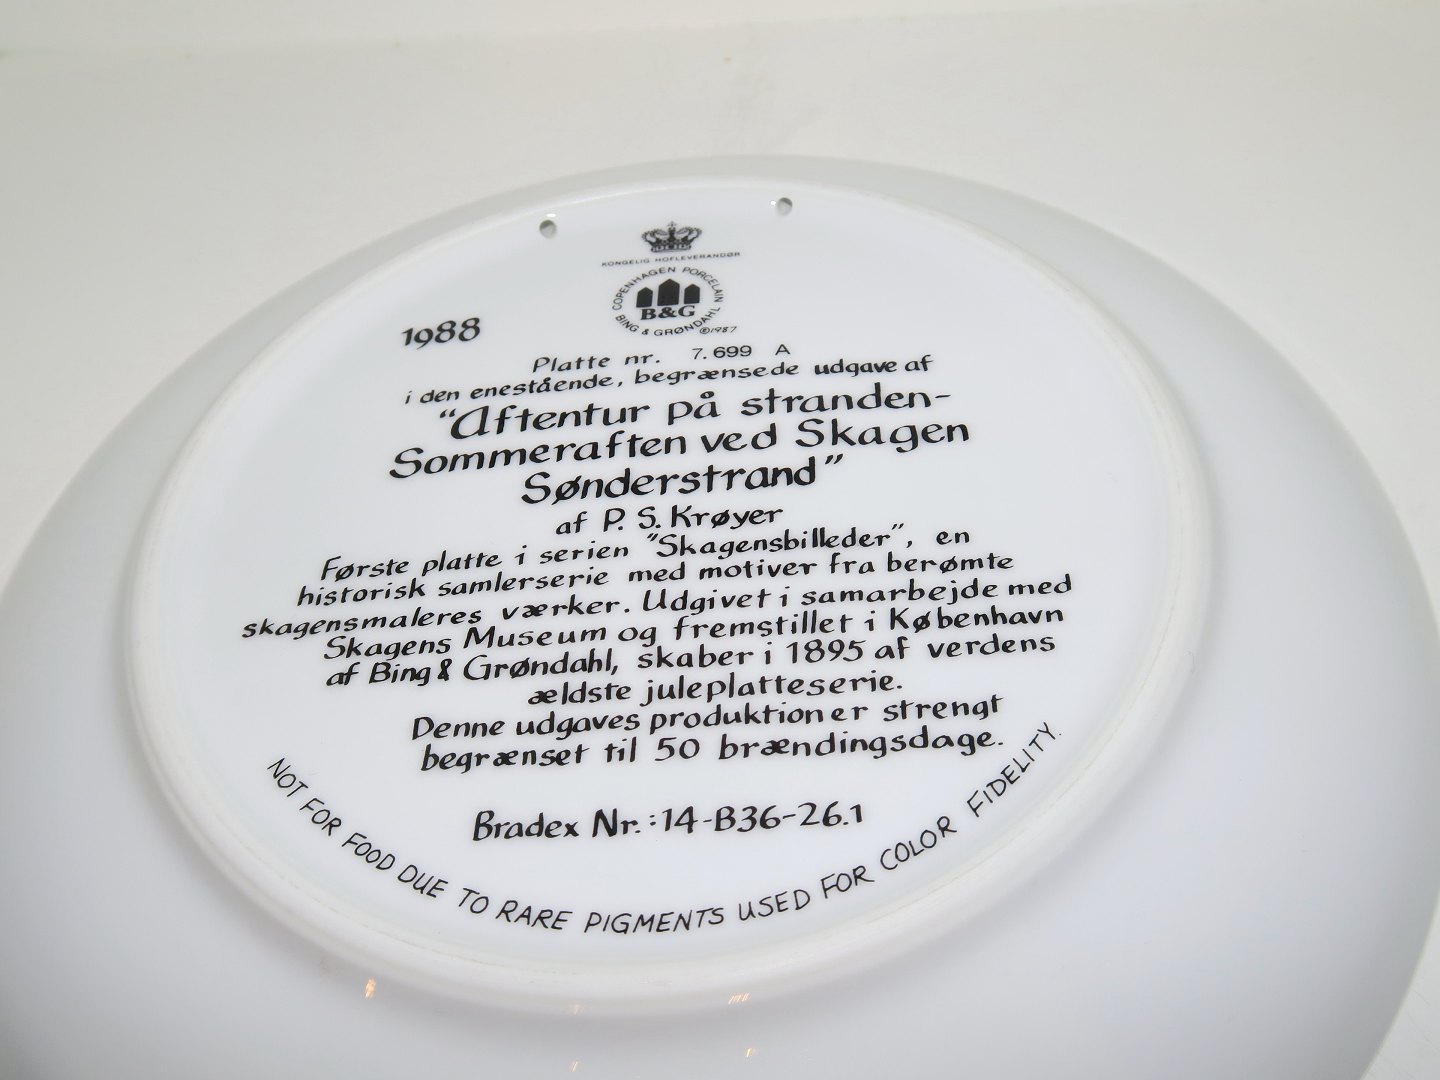 KONGELIG HOFLEVERANDØR
COPENHAGEN PORCELAIN
B&G
BING & GRØNDAHL
©1987
1988
Platte nr. 7.699 A
i den enestående, begrænsede udgave af
"Aftentur på stranden-
Sommeraften ved Skagen
Sønderstrand"
af P. S. Krøyer
Første platte i serien "Skagensbilleder", en
historisk samlerserie med motiver fra berømte
skagensmaleres værker. Udgivet i samarbejde med
Skagens Museum og fremstillet i København
af Bing & Grøndahl, skaber i 1895 af verdens
ældste juleplatteserie.
Denne udgaves produktion er strengt
begrænset til 50 brændingsdage.
Bradex Nr.:14-B36-26.1
NOT FOR FOOD DUE TO RARE PIGMENTS USED FOR COLOR FIDELITY.